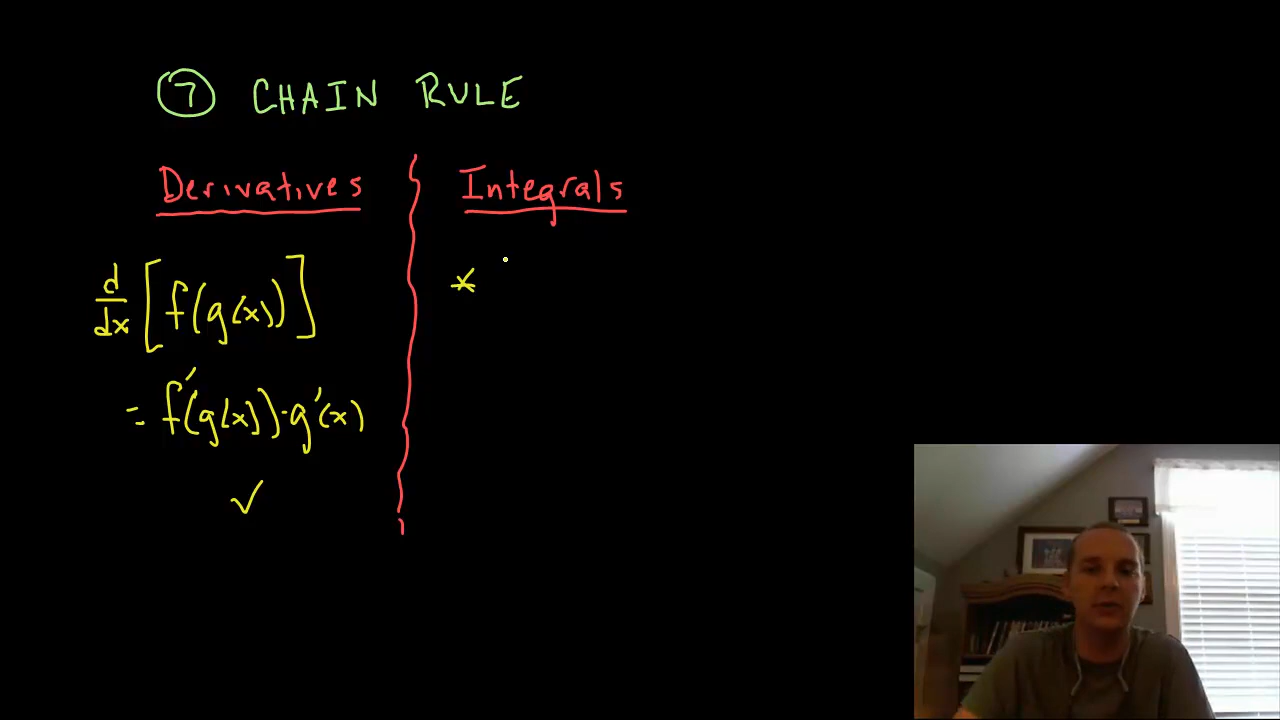 ⑦ CHAIN RULE
Derivatives
d/dx [f(g(x))]
= f'(g(x))·g'(x)
✓
Integrals
*